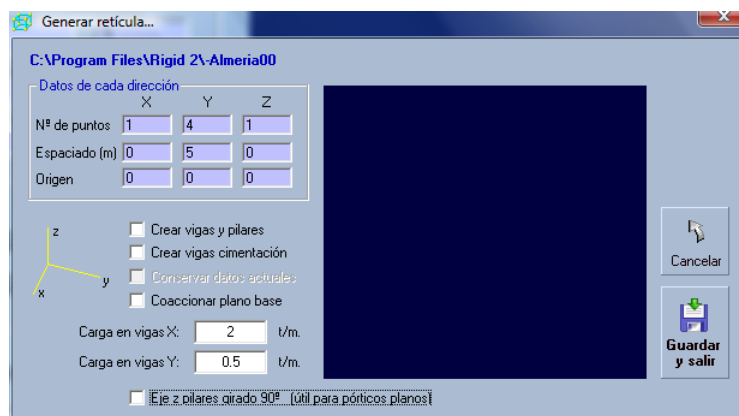 Generar retícula...
C:\Program Files\Rigid 2\-Almeria00
Datos de cada dirección
X Y Z
Nº de puntos 1 4 1
Espaciado (m) 0 5 0
Origen 0 0 0
z
y
x
Crear vigas y pilares
Crear vigas cimentación
Conservar datos actuales
Coaccionar plano base
Carga en vigas X: 2 t/m.
Carga en vigas Y: 0.5 t/m.
Eje z pilares girado 90º (útil para pórticos planos)
Cancelar
Guardar
y salir